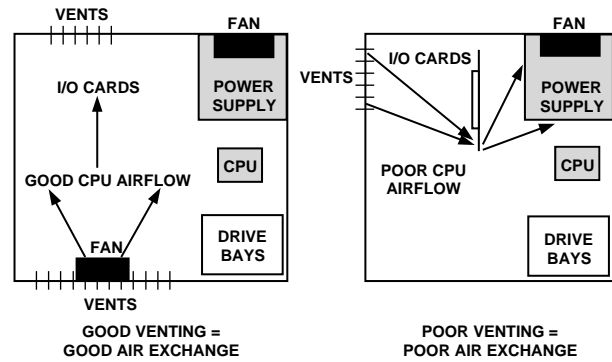 VENTS
FAN
I/O CARDS
POWER
SUPPLY
CPU
GOOD CPU AIRFLOW
FAN
DRIVE
BAYS
VENTS
GOOD VENTING =
GOOD AIR EXCHANGE
FAN
VENTS
I/O CARDS
POWER
SUPPLY
CPU
POOR CPU
AIRFLOW
DRIVE
BAYS
POOR VENTING =
POOR AIR EXCHANGE